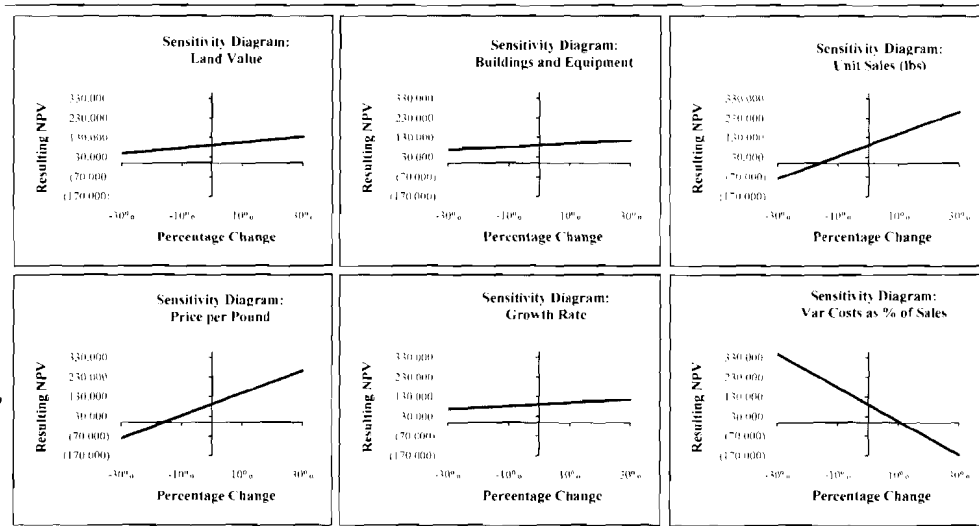 Sensitivity Diagram:
Land Value
Resulting NPV
330,000
230,000
130,000
30,000
(70,000)
(170,000)
-30%
-10%
10%
30%
Percentage Change
Sensitivity Diagram:
Buildings and Equipment
Resulting NPV
330,000
230,000
130,000
30,000
(70,000)
(170,000)
-30%
-10%
10%
30%
Percentage Change
Sensitivity Diagram:
Unit Sales (lbs)
Resulting NPV
330,000
230,000
130,000
30,000
(70,000)
(170,000)
-30%
-10%
10%
30%
Percentage Change
Sensitivity Diagram:
Price per Pound
Resulting NPV
330,000
230,000
130,000
30,000
(70,000)
(170,000)
-30%
-10%
10%
30%
Percentage Change
Sensitivity Diagram:
Growth Rate
Resulting NPV
330,000
230,000
130,000
30,000
(70,000)
(170,000)
-30%
-10%
10%
30%
Percentage Change
Sensitivity Diagram:
Var Costs as % of Sales
Resulting NPV
330,000
230,000
130,000
30,000
(70,000)
(170,000)
-30%
-10%
10%
30%
Percentage Change